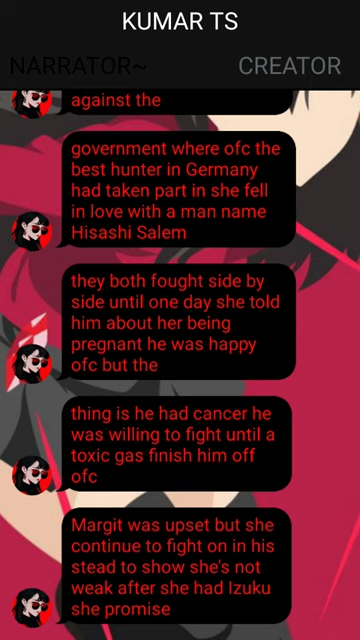 KUMAR TS
NARRATOR~
CREATOR
against the
government where ofc the
best hunter in Germany
had taken part in she fell
in love with a man name
Hisashi Salem
they both fought side by
side until one day she told
him about her being
pregnant he was happy
ofc but the
thing is he had cancer he
was willing to fight until a
toxic gas finish him off
ofc
Margit was upset but she
continue to fight on in his
stead to show she's not
weak after she had Izuku
she promise